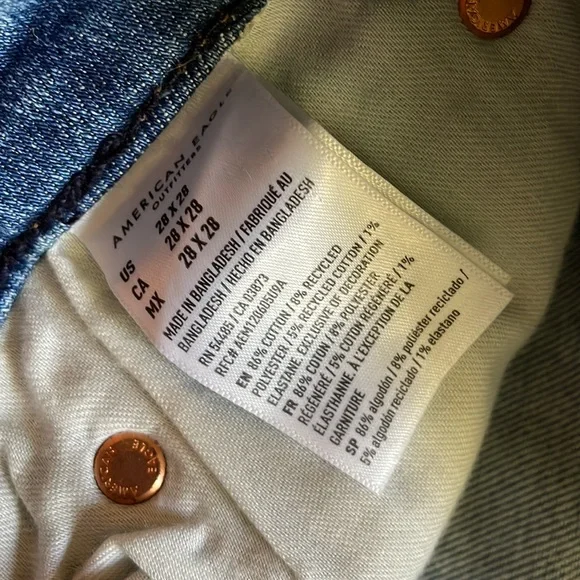 AMERICAN EAGLE
OUTFITTERS
US 28 X 28
CA 28 X 28
MX 28 X 28
MADE IN BANGLADESH / FABRIQUÉ AU
BANGLADESH / HECHO EN BANGLADESH
RN 54485 / CA 03873
EN 86% COTTON / 8% RECYCLED
POLYESTER / 5% RECYCLED COTTON / 1%
ELASTANE. EXCLUSIVE OF DECORATION
FR 86% COTON / 8% POLYESTER
RÉGÉNÉRÉ / 5% COTON RÉGÉNÉRÉ / 1%
ÉLASTHANNE. À L'EXCEPTION DE LA
GARNITURE
SP 86% algodón / 8% poliéster reciclado /
5% algodón reciclado / 1% elastano
AMERICAN EAGLE